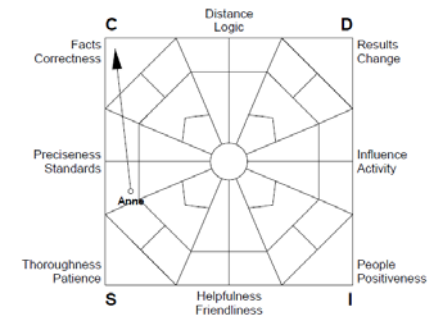 C
Distance
Logic
D
Facts
Correctness
Results
Change
Preciseness
Standards
Influence
Activity
Anne
Thoroughness
Patience
People
Positiveness
S
Helpfulness
Friendliness
I